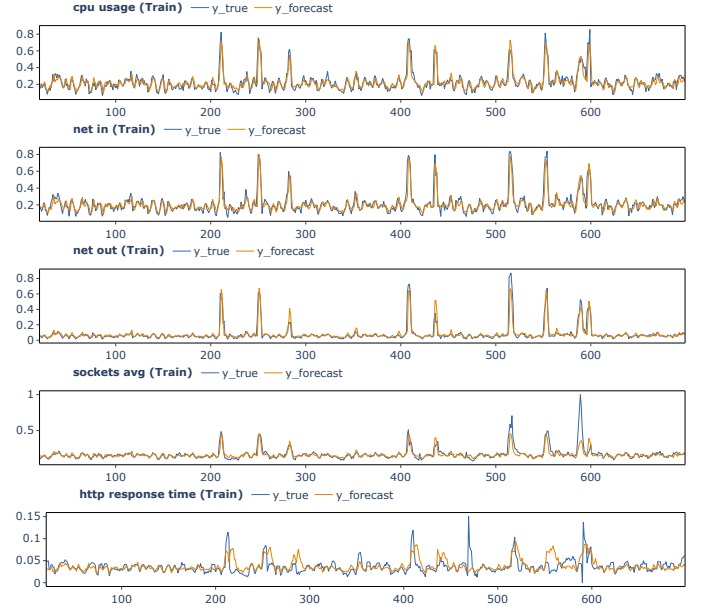 cpu usage (Train) y_true y_forecast
0.8
0.6
0.4
0.2
100 200 300 400 500 600
net in (Train) y_true y_forecast
0.8
0.6
0.4
0.2
100 200 300 400 500 600
net out (Train) y_true y_forecast
0.8
0.6
0.4
0.2
0
100 200 300 400 500 600
sockets avg (Train) y_true y_forecast
1
0.5
100 200 300 400 500 600
http response time (Train) y_true y_forecast
0.15
0.1
0.05
0
100 200 300 400 500 600